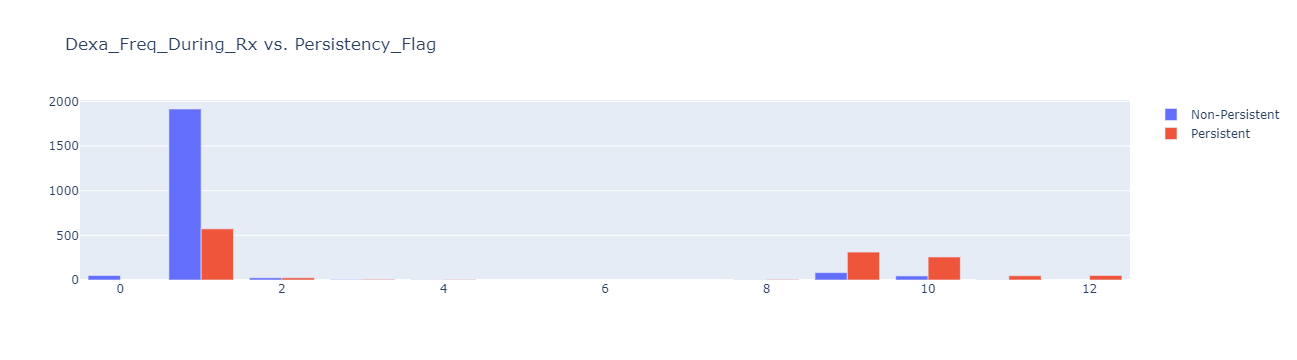 Dexa_Freq_During_Rx vs. Persistency_Flag
2000
1500
1000
500
0
0 2 4 6 8 10 12
Non-Persistent
Persistent